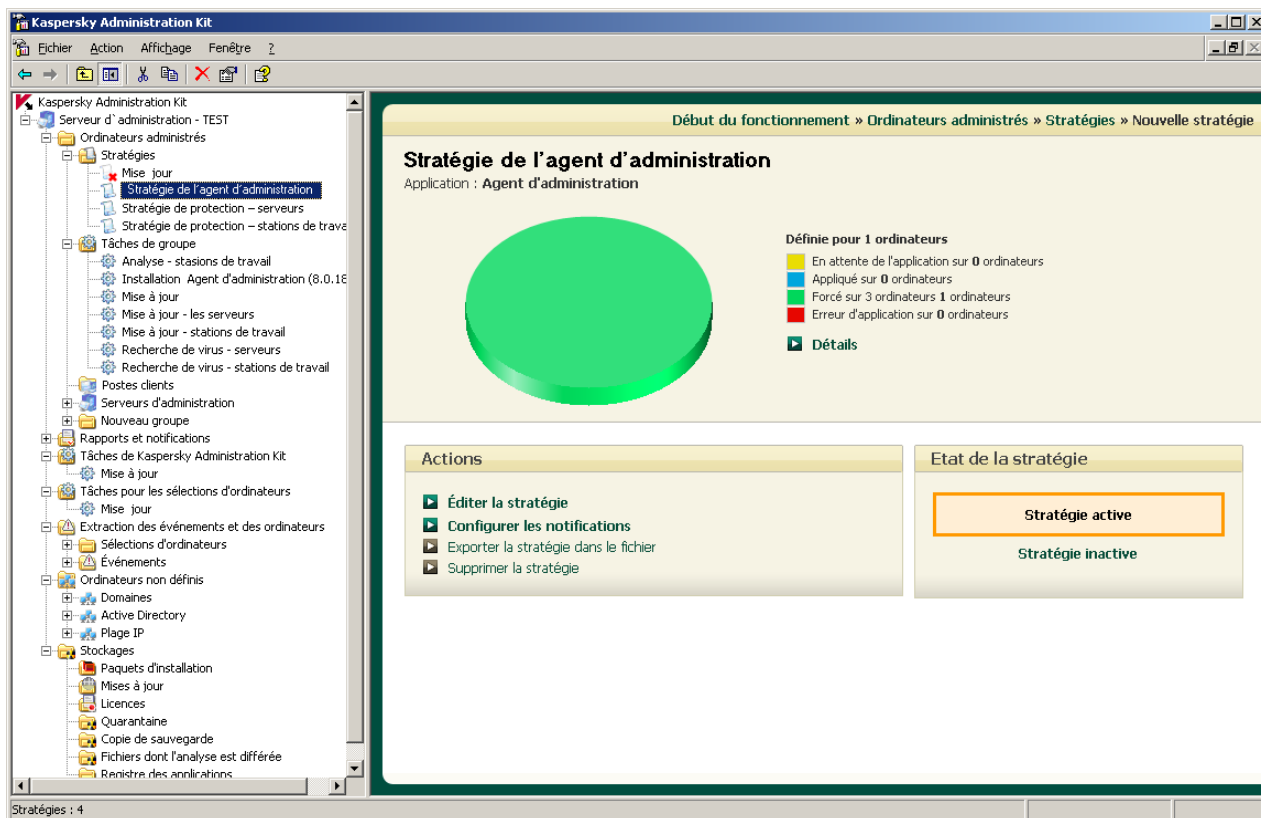 Kaspersky Administration Kit
Fichier Action Affichage Fenêtre ?
Kaspersky Administration Kit
Serveur d`administration - TEST
Ordinateurs administrés
Stratégies
Mise jour
Stratégie de l'agent d'administration
Stratégie de protection – serveurs
Stratégie de protection – stations de trava
Tâches de groupe
Analyse - stasions de travail
Installation Agent d'administration (8.0.18
Mise à jour
Mise à jour - les serveurs
Mise à jour - stations de travail
Recherche de virus - serveurs
Recherche de virus - stations de travail
Postes clients
Serveurs d'administration
Nouveau groupe
Rapports et notifications
Tâches de Kaspersky Administration Kit
Mise à jour
Tâches pour les sélections d'ordinateurs
Mise jour
Extraction des événements et des ordinateurs
Sélections d'ordinateurs
Événements
Ordinateurs non définis
Domaines
Active Directory
Plage IP
Stockages
Paquets d'installation
Mises à jour
Licences
Quarantaine
Copie de sauvegarde
Fichiers dont l'analyse est différée
Registre des applications
Début du fonctionnement » Ordinateurs administrés » Stratégies » Nouvelle stratégie
Stratégie de l'agent d'administration
Application : Agent d'administration
Définie pour 1 ordinateurs
En attente de l'application sur 0 ordinateurs
Appliqué sur 0 ordinateurs
Forcé sur 3 ordinateurs 1 ordinateurs
Erreur d'application sur 0 ordinateurs
Détails
Actions
Éditer la stratégie
Configurer les notifications
Exporter la stratégie dans le fichier
Supprimer la stratégie
Etat de la stratégie
Stratégie active
Stratégie inactive
Stratégies : 4